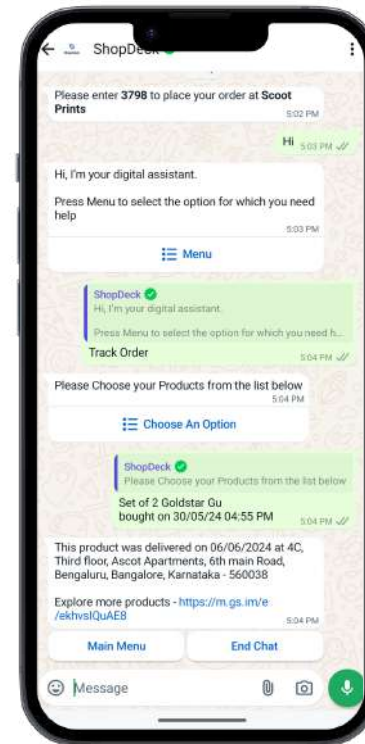 ShopDeck
Please enter 3798 to place your order at Scoot
Prints
5:02 PM
Hi
5:03 PM
Hi, I'm your digital assistant.
Press Menu to select the option for which you need
help
5:03 PM
Menu
ShopDeck
Hi, I'm your digital assistant.
Press Menu to select the option for which you need h...
Track Order
5:04 PM
Please Choose your Products from the list below
5:04 PM
Choose An Option
ShopDeck
Please Choose your Products from the list below
Set of 2 Goldstar Gu
bought on 30/05/24 04:55 PM
5:04 PM
This product was delivered on 06/06/2024 at 4C,
Third floor, Ascot Apartments, 6th main Road,
Bengaluru, Bangalore, Karnataka - 560038
Explore more products - https://m.gs.im/e
/ekhvsIQuAE8
5:04 PM
Main Menu
End Chat
Message